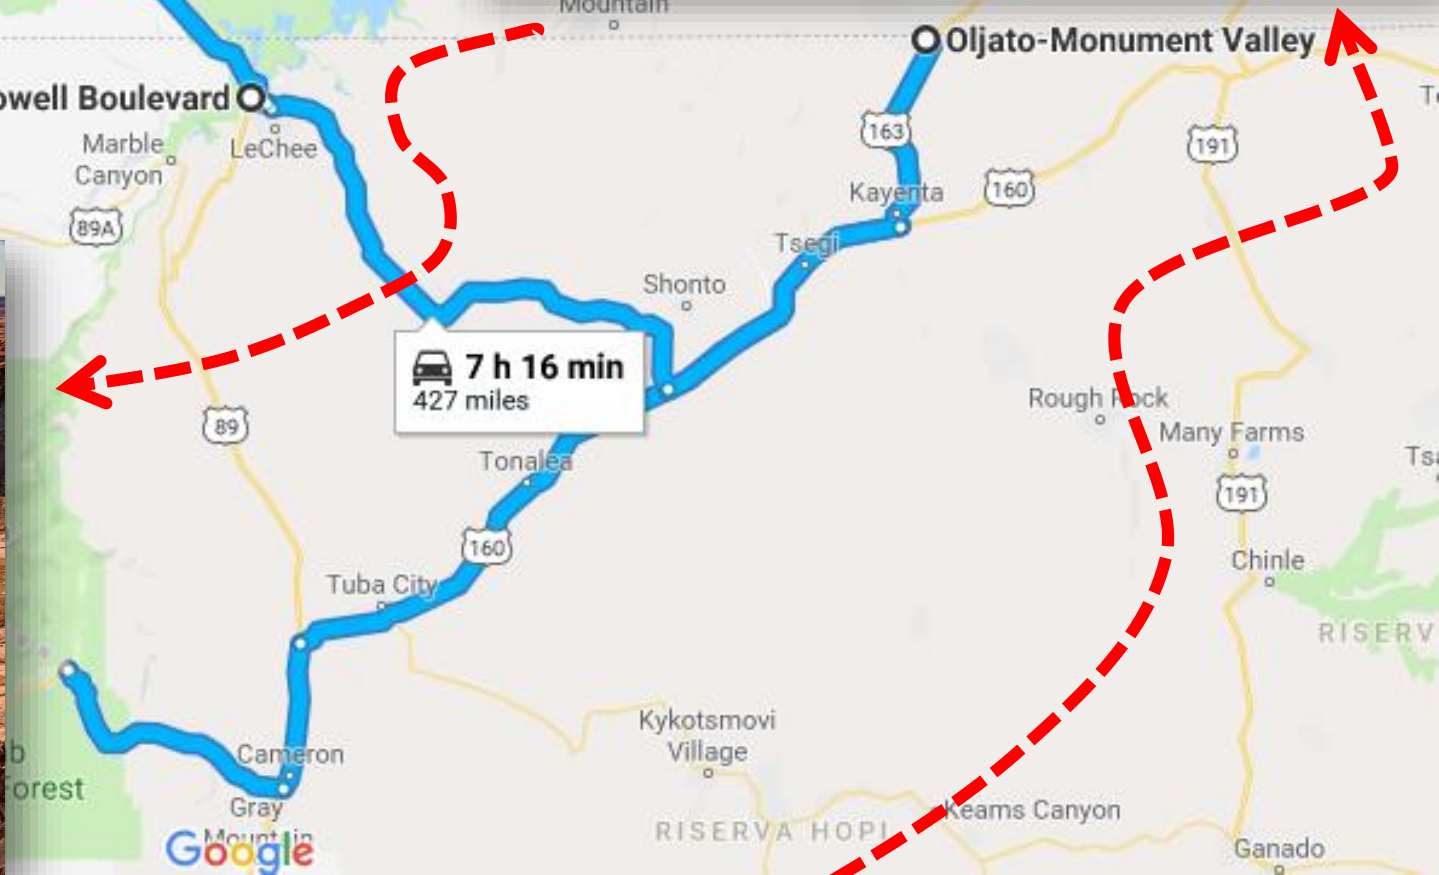 Mountain
Oljato-Monument Valley
owell Boulevard
163
191
Marble
Canyon
LeChee
Kayenta
160
89A
Tsegi
Shonto
7 h 16 min
427 miles
Rough Rock
89
Many Farms
Tonalea
191
160
Chinle
Tuba City
RISERV
Kykotsmovi
Village
Cameron
orest
Gray
Mountain
Keams Canyon
RISERVA HOPI
Google
Ganado